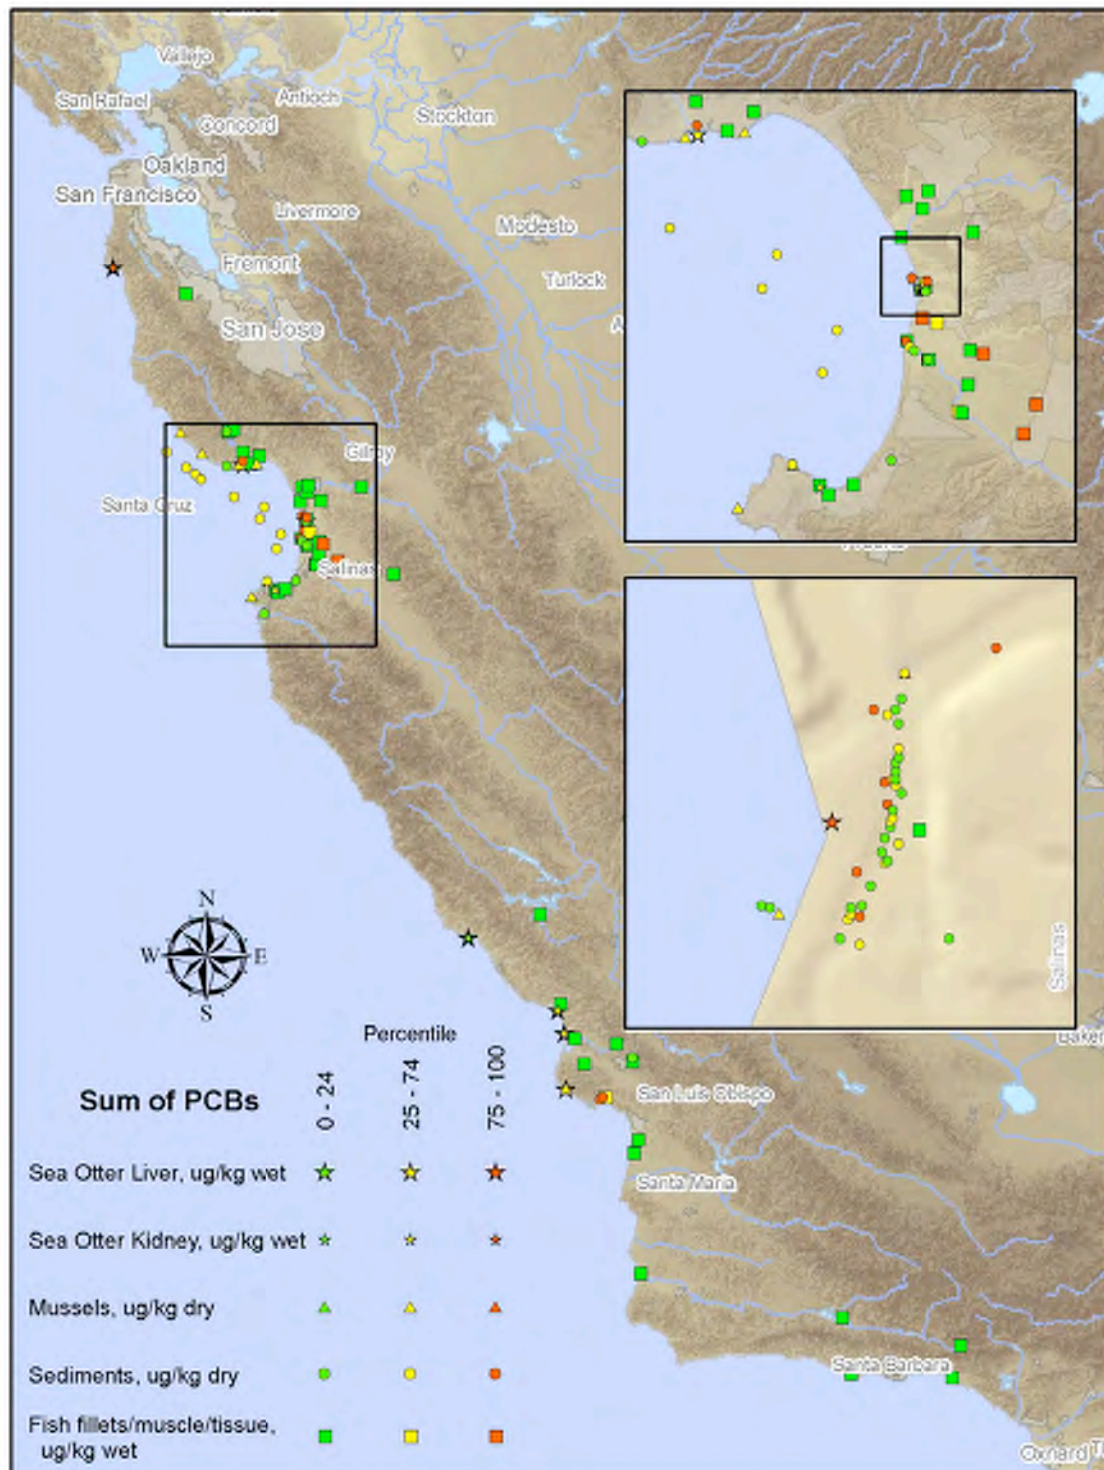 Vallejo
San Rafael
Antioch
Concord
Stockton
Oakland
San Francisco
Livermore
Modesto
Fremont
Turlock
San Jose
Gilroy
Santa Cruz
Salinas
Salinas
N
W
E
S
Percentile
0 - 24
25 - 74
75 - 100
Sum of PCBs
Sea Otter Liver, ug/kg wet
Sea Otter Kidney, ug/kg wet
Mussels, ug/kg dry
Sediments, ug/kg dry
Fish fillets/muscle/tissue,
ug/kg wet
San Luis Obispo
Santa Maria
Santa Barbara
Oxnard